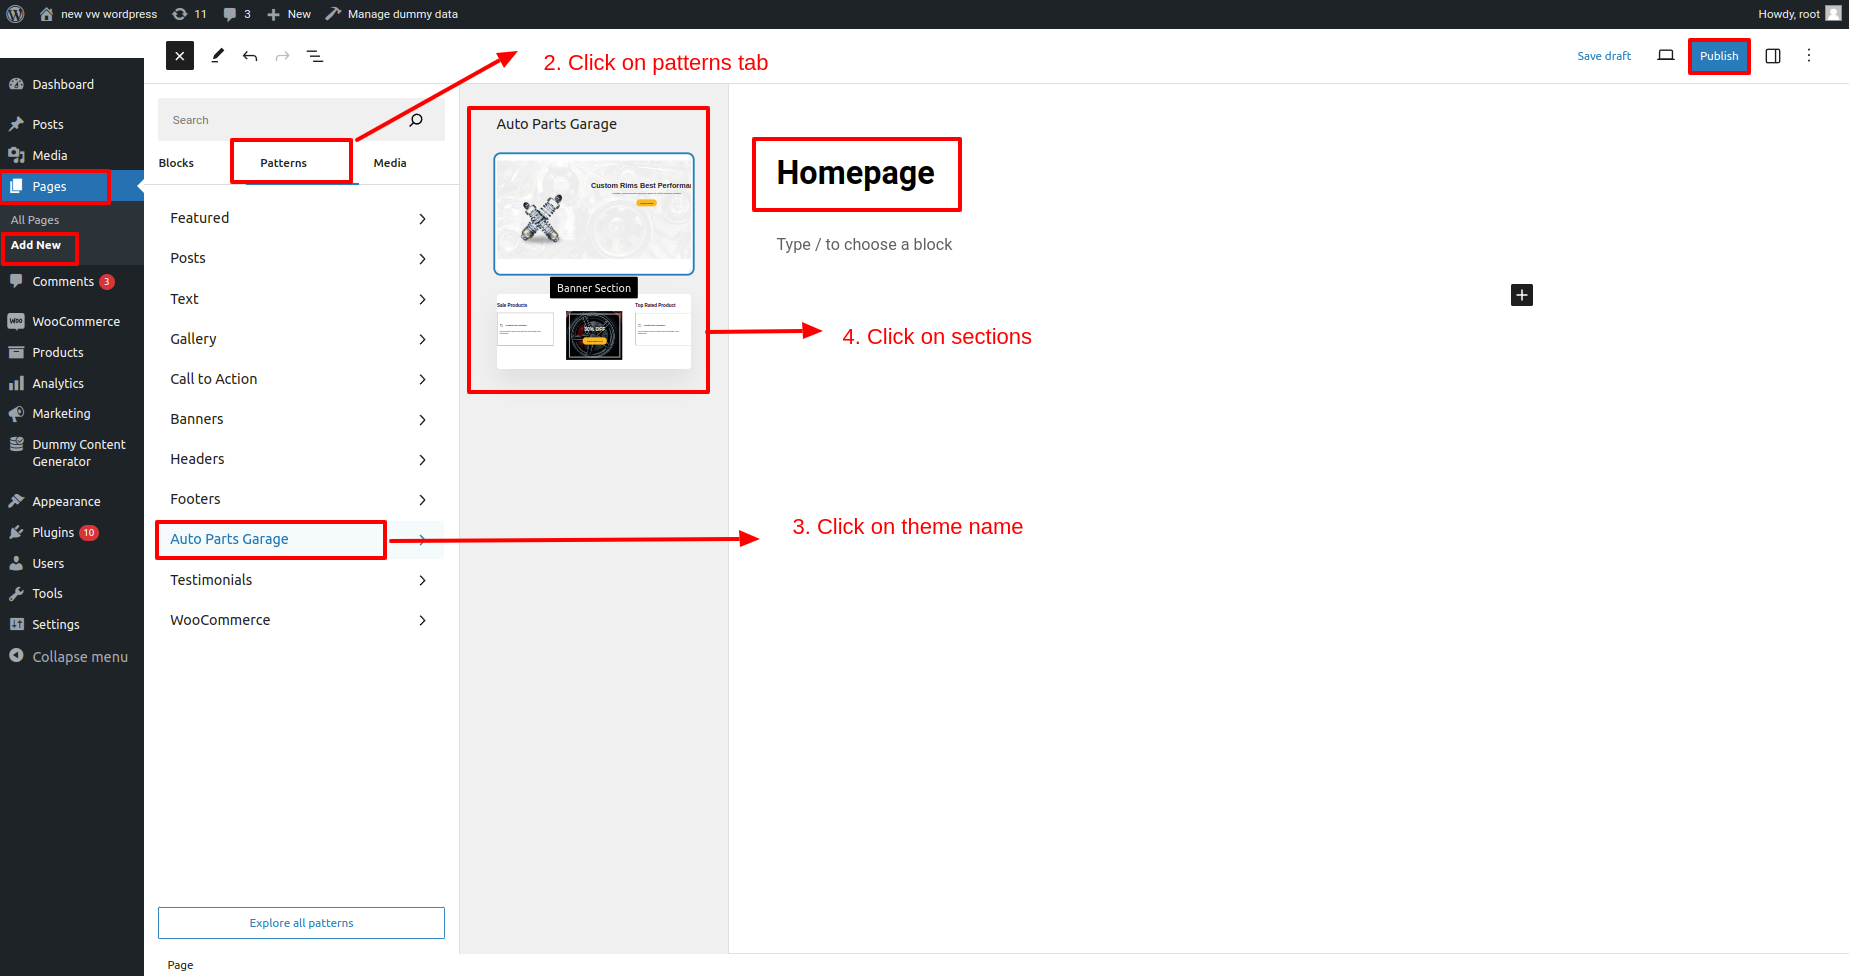 new vw wordpress
11
3
New
Manage dummy data
Howdy, root
Save draft
Publish
2. Click on patterns tab
Dashboard
Posts
Media
Pages
All Pages
Add New
Comments 3
WooCommerce
Products
Analytics
Marketing
Dummy Content
Generator
Appearance
Plugins 10
Users
Tools
Settings
Collapse menu
Search
Blocks
Patterns
Media
Featured
Posts
Text
Gallery
Call to Action
Banners
Headers
Footers
Auto Parts Garage
Testimonials
WooCommerce
Explore all patterns
Page
Auto Parts Garage
Custom Rims Best Performa
Banner Section
Sale Products
Top Rated Product
Homepage
Type / to choose a block
4. Click on sections
3. Click on theme name